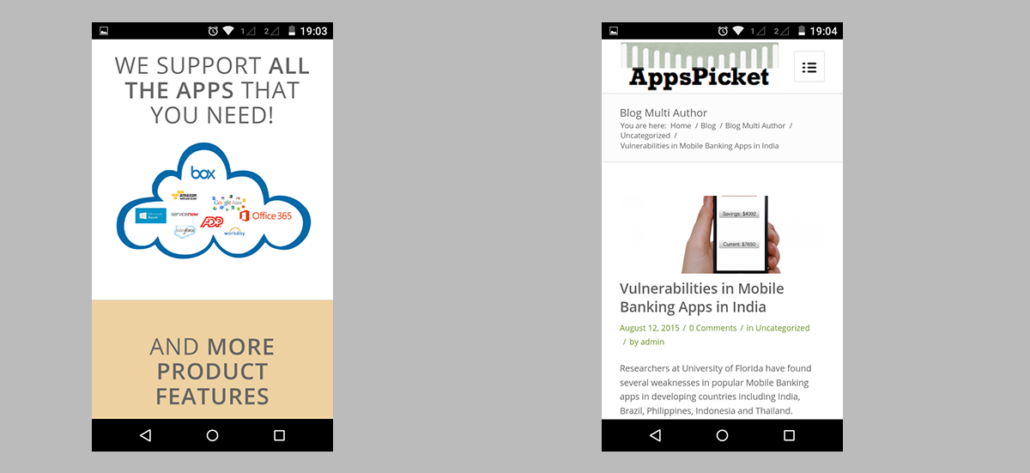 1 2 19:03
WE SUPPORT ALL
THE APPS THAT
YOU NEED!
box
amazon
Google apps
servicenow
ADP
Office 365
salesforce
workday
AND MORE
PRODUCT
FEATURES
1 2 19:04
AppsPicket
Blog Multi Author
You are here: Home / Blog / Blog Multi Author /
Uncategorized /
Vulnerabilities in Mobile Banking Apps in India
Savings: $4000
Current: $7650
Vulnerabilities in Mobile
Banking Apps in India
August 12, 2015 / 0 Comments / in Uncategorized
/ by admin
Researchers at University of Florida have found
several weaknesses in popular Mobile Banking
apps in developing countries including India,
Brazil, Philippines, Indonesia and Thailand.